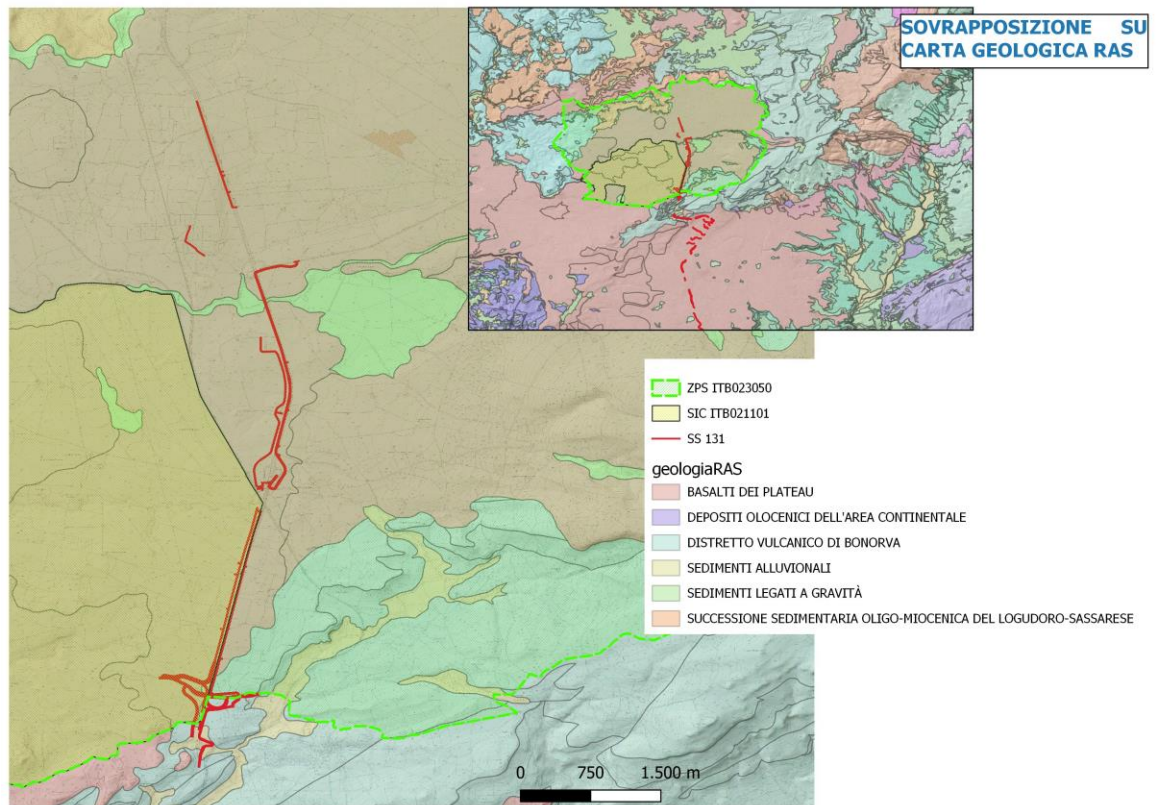 SOVRAPPOSIZIONE SU
CARTA GEOLOGICA RAS
ZPS ITB023050
SIC ITB021101
SS 131
geologiaRAS
BASALTI DEI PLATEAU
DEPOSITI OLOCENICI DELL'AREA CONTINENTALE
DISTRETTO VULCANICO DI BONORVA
SEDIMENTI ALLUVIONALI
SEDIMENTI LEGATI A GRAVITÀ
SUCCESSIONE SEDIMENTARIA OLIGO-MIOCENICA DEL LOGUDORO-SASSARESE
0 750 1.500 m